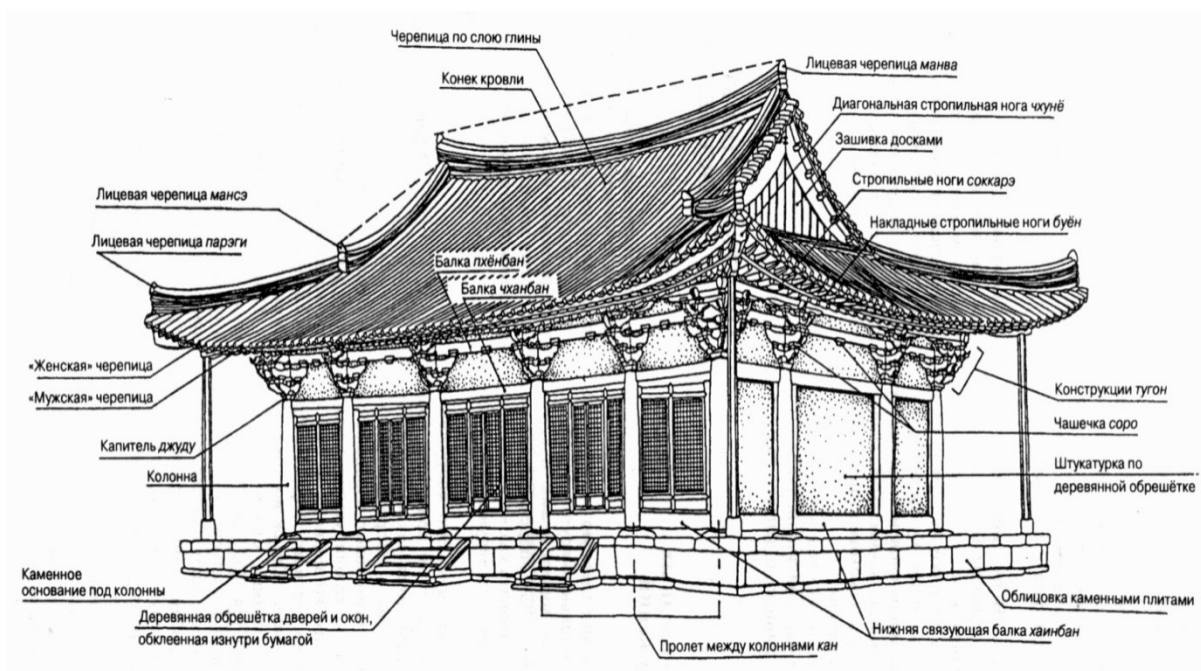 Черепица по слою глины
Конек кровли
Лицевая черепица манва
Диагональная стропильная нога чхунё
Зашивка досками
Стропильные ноги соккарэ
Накладные стропильные ноги буён
Лицевая черепица мансэ
Лицевая черепица парэги
Балка пхёнбан
Балка чханбан
«Женская» черепица
«Мужская» черепица
Капитель джуду
Колонна
Конструкции тугон
Чашечка соро
Штукатурка по
деревянной обрешётке
Каменное
основание под колонны
Деревянная обрешётка дверей и окон,
обклеенная изнутри бумагой
Пролет между колоннами кан
Нижняя связующая балка хаинбан
Облицовка каменными плитами